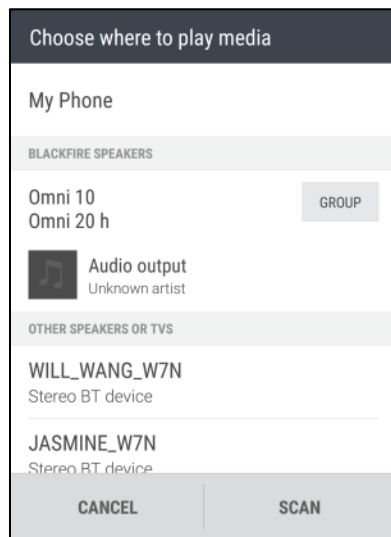 Choose where to play media
My Phone
BLACKFIRE SPEAKERS
Omni 10
Omni 20 h
GROUP
Audio output
Unknown artist
OTHER SPEAKERS OR TVS
WILL_WANG_W7N
Stereo BT device
JASMINE_W7N
Stereo BT device
CANCEL
SCAN